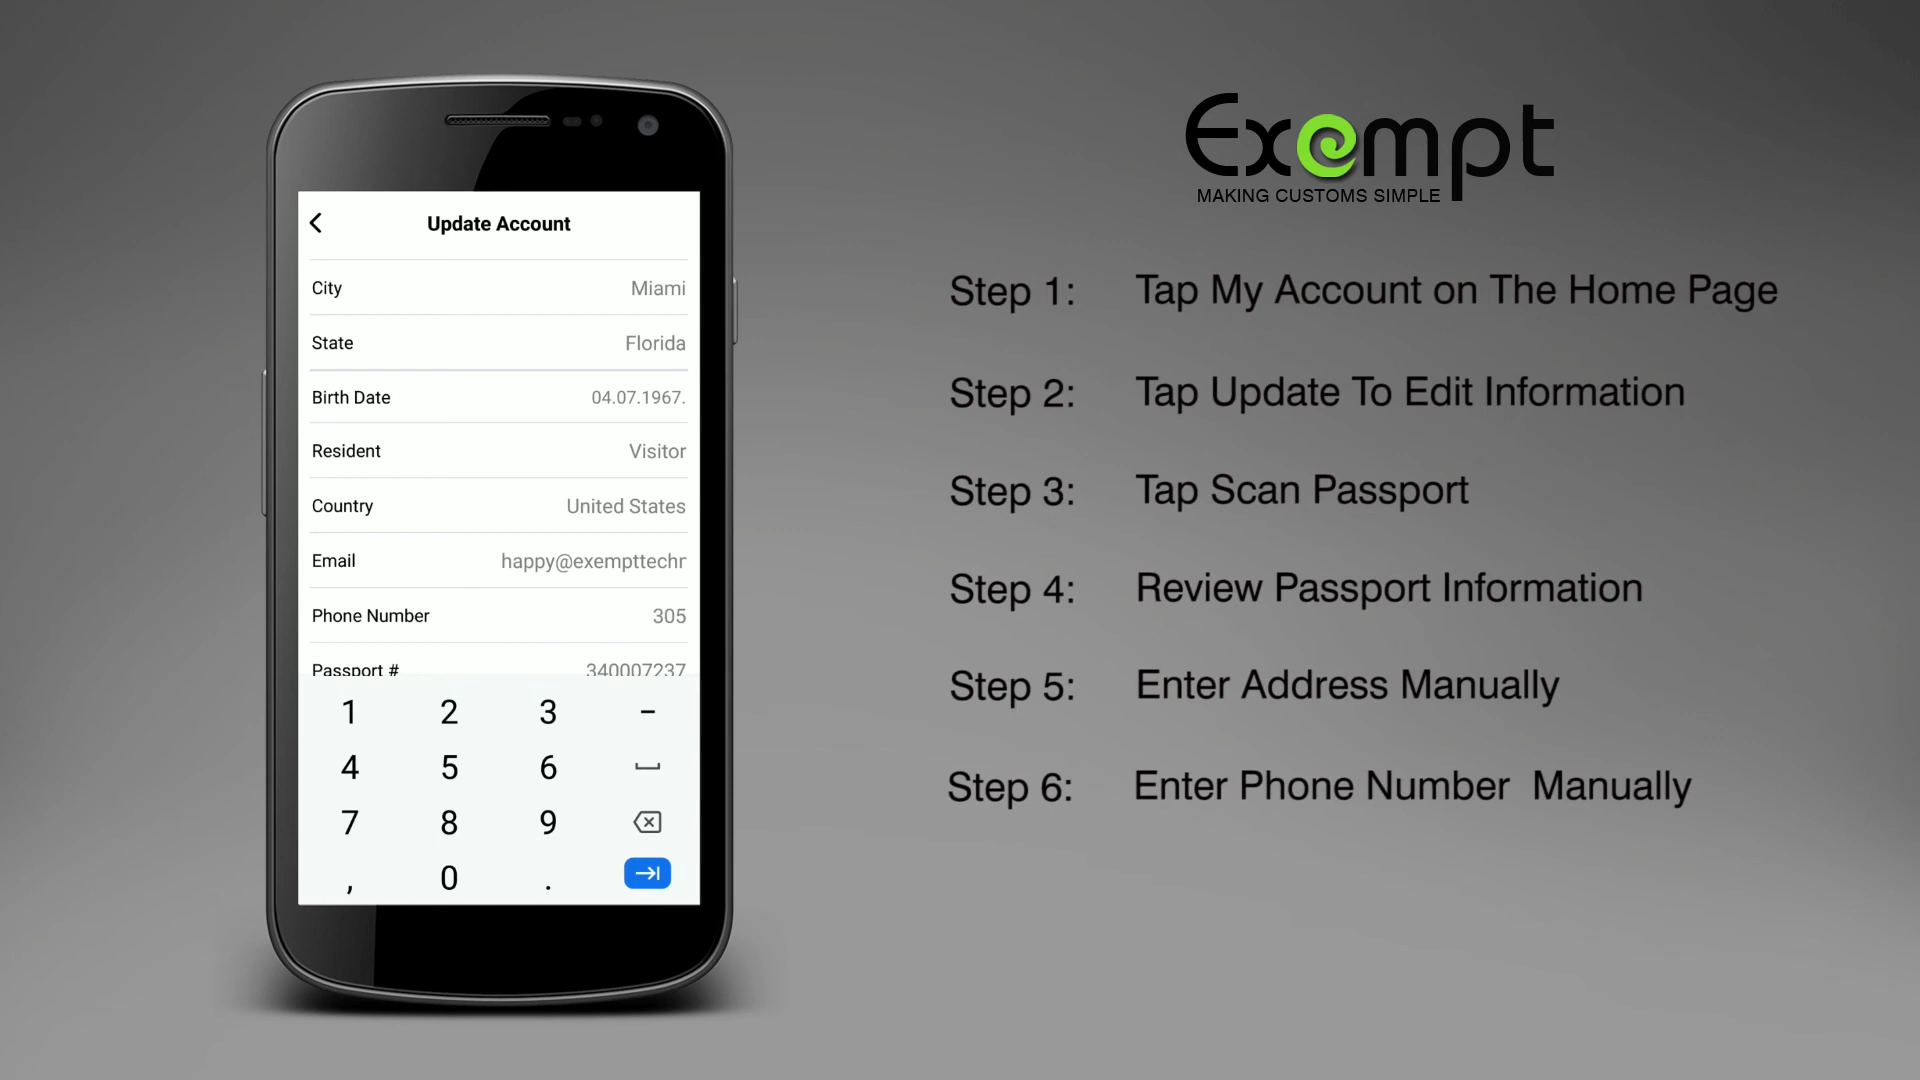 Exempt
MAKING CUSTOMS SIMPLE
Update Account
City Miami
State Florida
Birth Date 04.07.1967.
Resident Visitor
Country United States
Email happy@exempttechr
Phone Number 305
Passport # 340007237
1 2 3 -
4 5 6
7 8 9
, 0 .
Step 1: Tap My Account on The Home Page
Step 2: Tap Update To Edit Information
Step 3: Tap Scan Passport
Step 4: Review Passport Information
Step 5: Enter Address Manually
Step 6: Enter Phone Number Manually